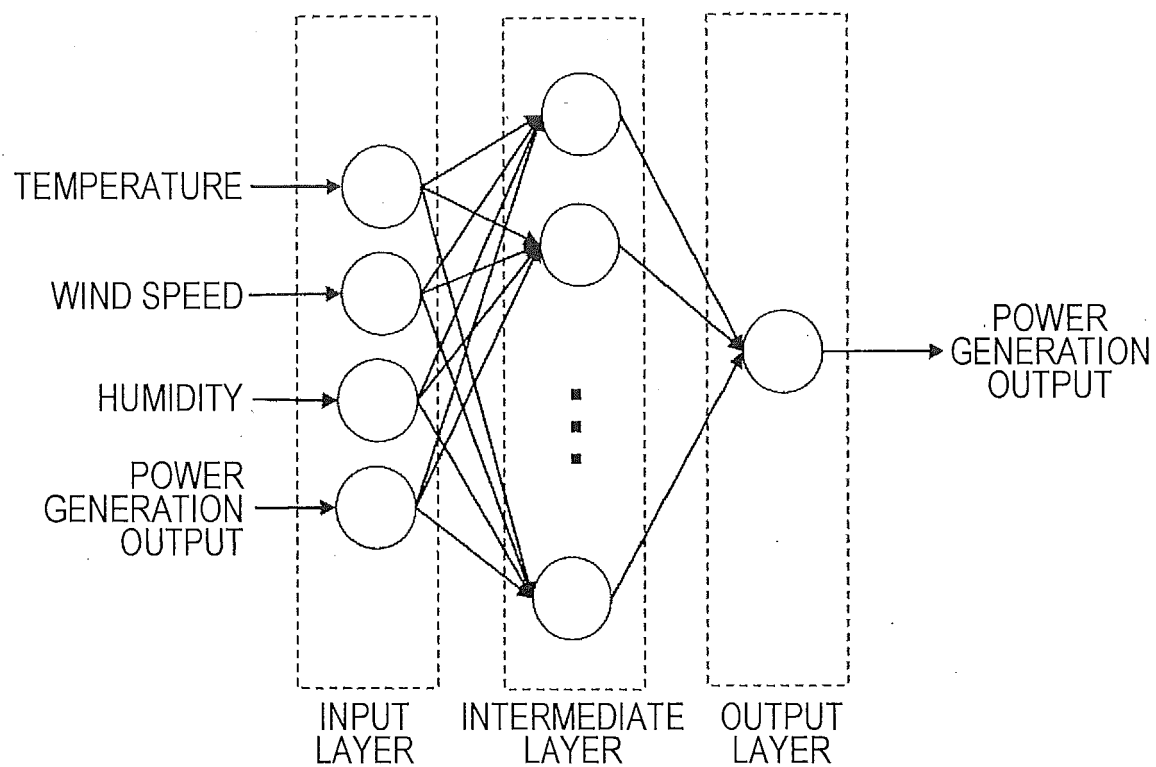 TEMPERATURE
WIND SPEED
HUMIDITY
POWER
GENERATION
OUTPUT
POWER
GENERATION
OUTPUT
INPUT
LAYER
INTERMEDIATE
LAYER
OUTPUT
LAYER